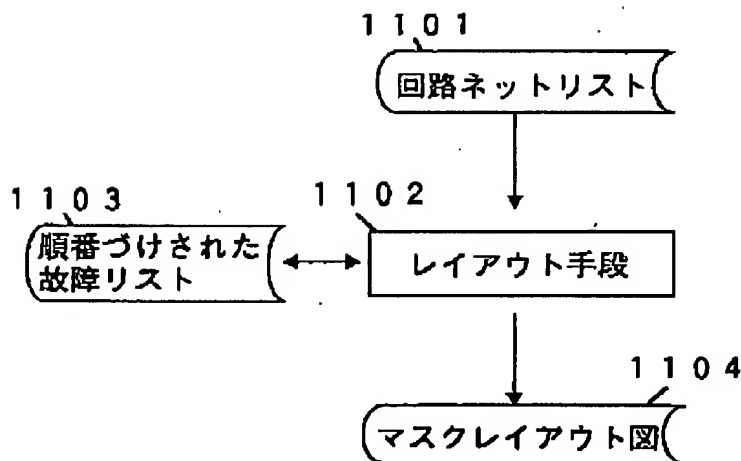 1101
回路ネットリスト
1103
1102
順番づけされた
故障リスト
レイアウト手段
1104
マスクレイアウト図